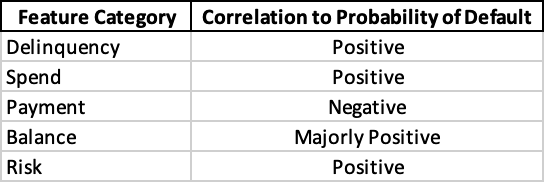 Feature Category Correlation to Probability of Default
Delinquency Positive
Spend Positive
Payment Negative
Balance Majorly Positive
Risk Positive